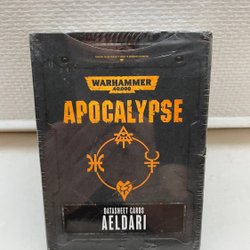 WARHAMMER
40,000
APOCALYPSE
DATASHEET CARDS
AELDARI